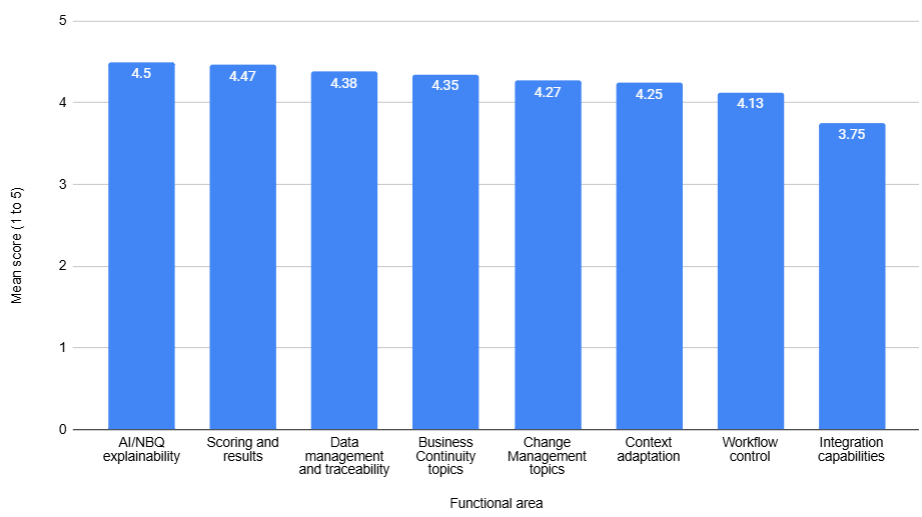 5
4
3
2
1
0
Mean score (1 to 5)
4.5
4.47
4.38
4.35
4.27
4.25
4.13
3.75
AI/NBQ
explainability
Scoring and
results
Data
management
and traceability
Business
Continuity
topics
Change
Management
topics
Context
adaptation
Workflow
control
Integration
capabilities
Functional area